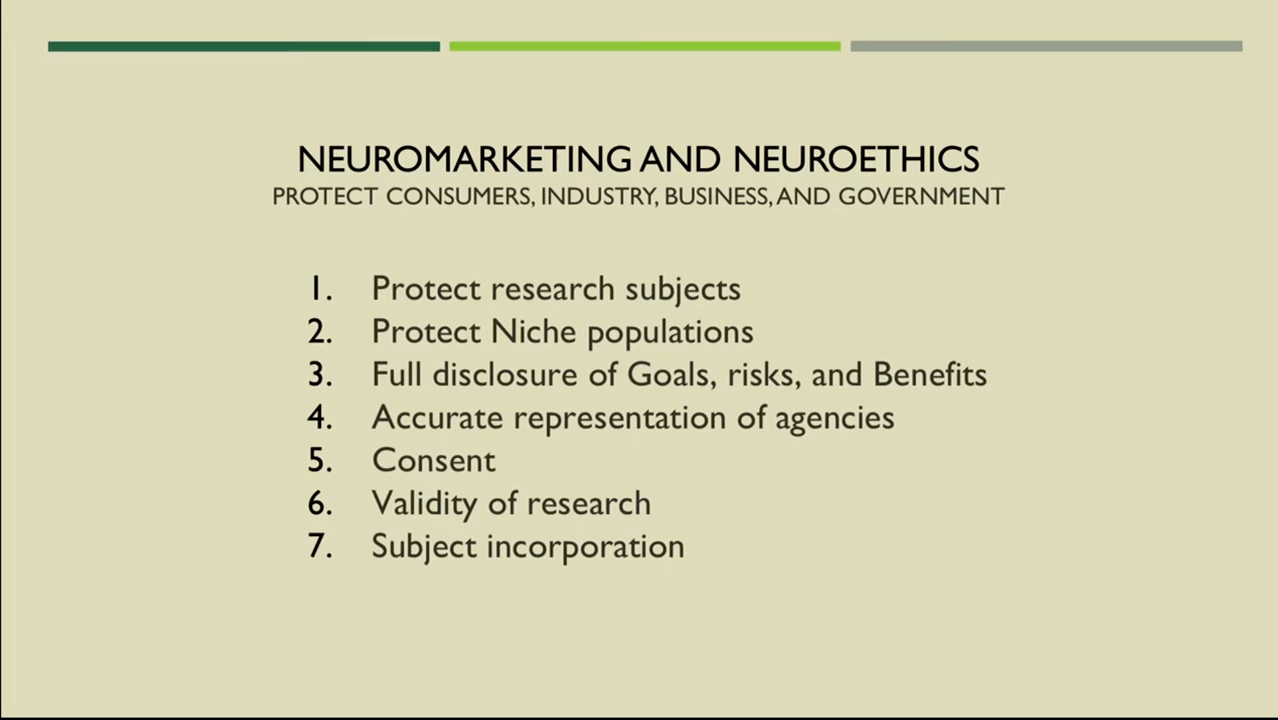 NEUROMARKETING AND NEUROETHICS
PROTECT CONSUMERS, INDUSTRY, BUSINESS, AND GOVERNMENT
1. Protect research subjects
2. Protect Niche populations
3. Full disclosure of Goals, risks, and Benefits
4. Accurate representation of agencies
5. Consent
6. Validity of research
7. Subject incorporation